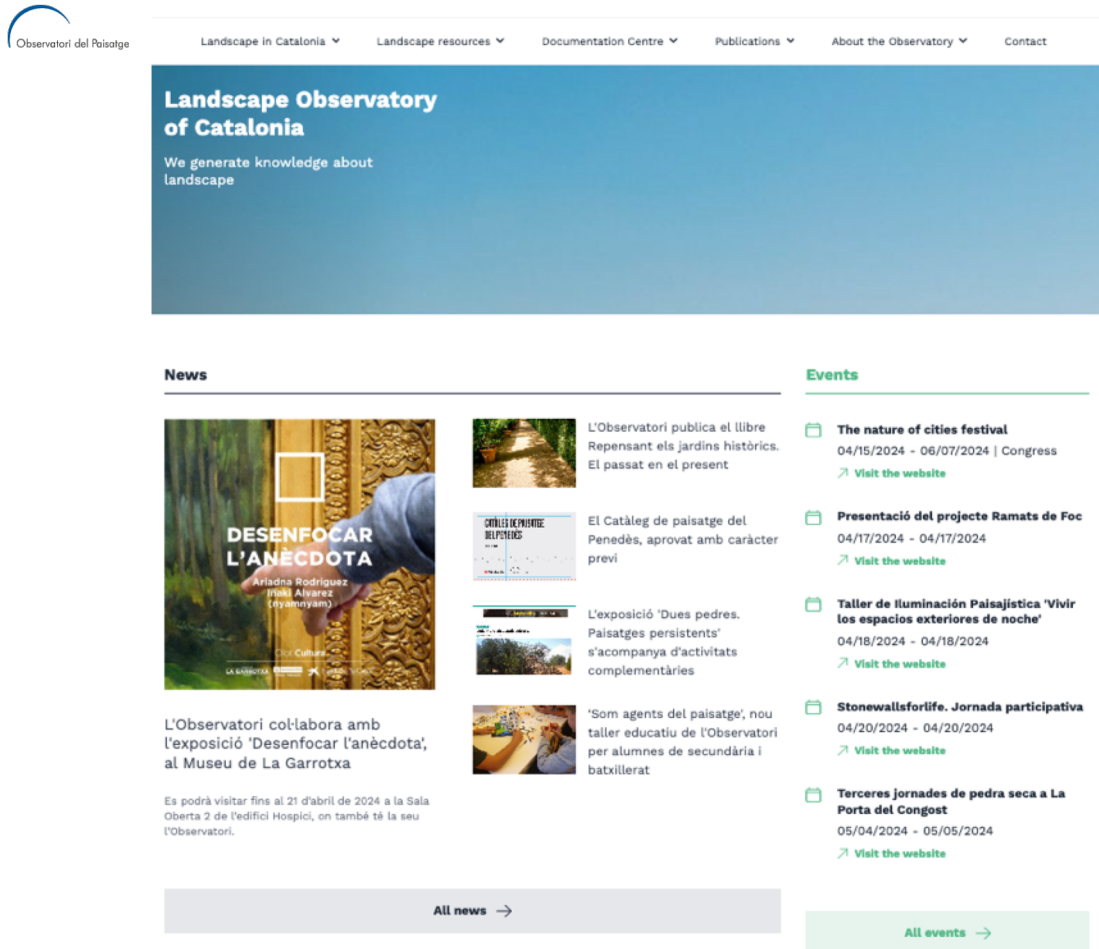 Observatori del Paisatge
Landscape in Catalonia
Landscape resources
Documentation Centre
Publications
About the Observatory
Contact
Landscape Observatory
of Catalonia
We generate knowledge about
landscape
News
DESENFOCAR
L'ANÈCDOTA
Ariadna Rodríguez
Iñaki Álvarez
(nyamnyam)
Cultura
LA GARROTXA
L'Observatori col·labora amb
l'exposició 'Desenfocar l'anècdota',
al Museu de La Garrotxa
Es podrà visitar fins al 21 d'abril de 2024 a la Sala
Oberta 2 de l'edifici Hospici, on també té la seu
l'Observatori.
L'Observatori publica el llibre
Repensant els jardins històrics.
El passat en el present
CATÀLEG DE PAISATGE
DEL PENEDÈS
El Catàleg de paisatge del
Penedès, aprovat amb caràcter
previ
L'exposició 'Dues pedres.
Paisatges persistents'
s'acompanya d'activitats
complementàries
'Som agents del paisatge', nou
taller educatiu de l'Observatori
per alumnes de secundària i
batxillerat
All news
Events
The nature of cities festival
04/15/2024 - 06/07/2024 | Congress
Visit the website
Presentació del projecte Ramats de Foc
04/17/2024 - 04/17/2024
Visit the website
Taller de Iluminación Paisajística 'Vivir
los espacios exteriores de noche'
04/18/2024 - 04/18/2024
Visit the website
Stonewallsforlife. Jornada participativa
04/20/2024 - 04/20/2024
Visit the website
Terceres jornades de pedra seca a La
Porta del Congost
05/04/2024 - 05/05/2024
Visit the website
All events